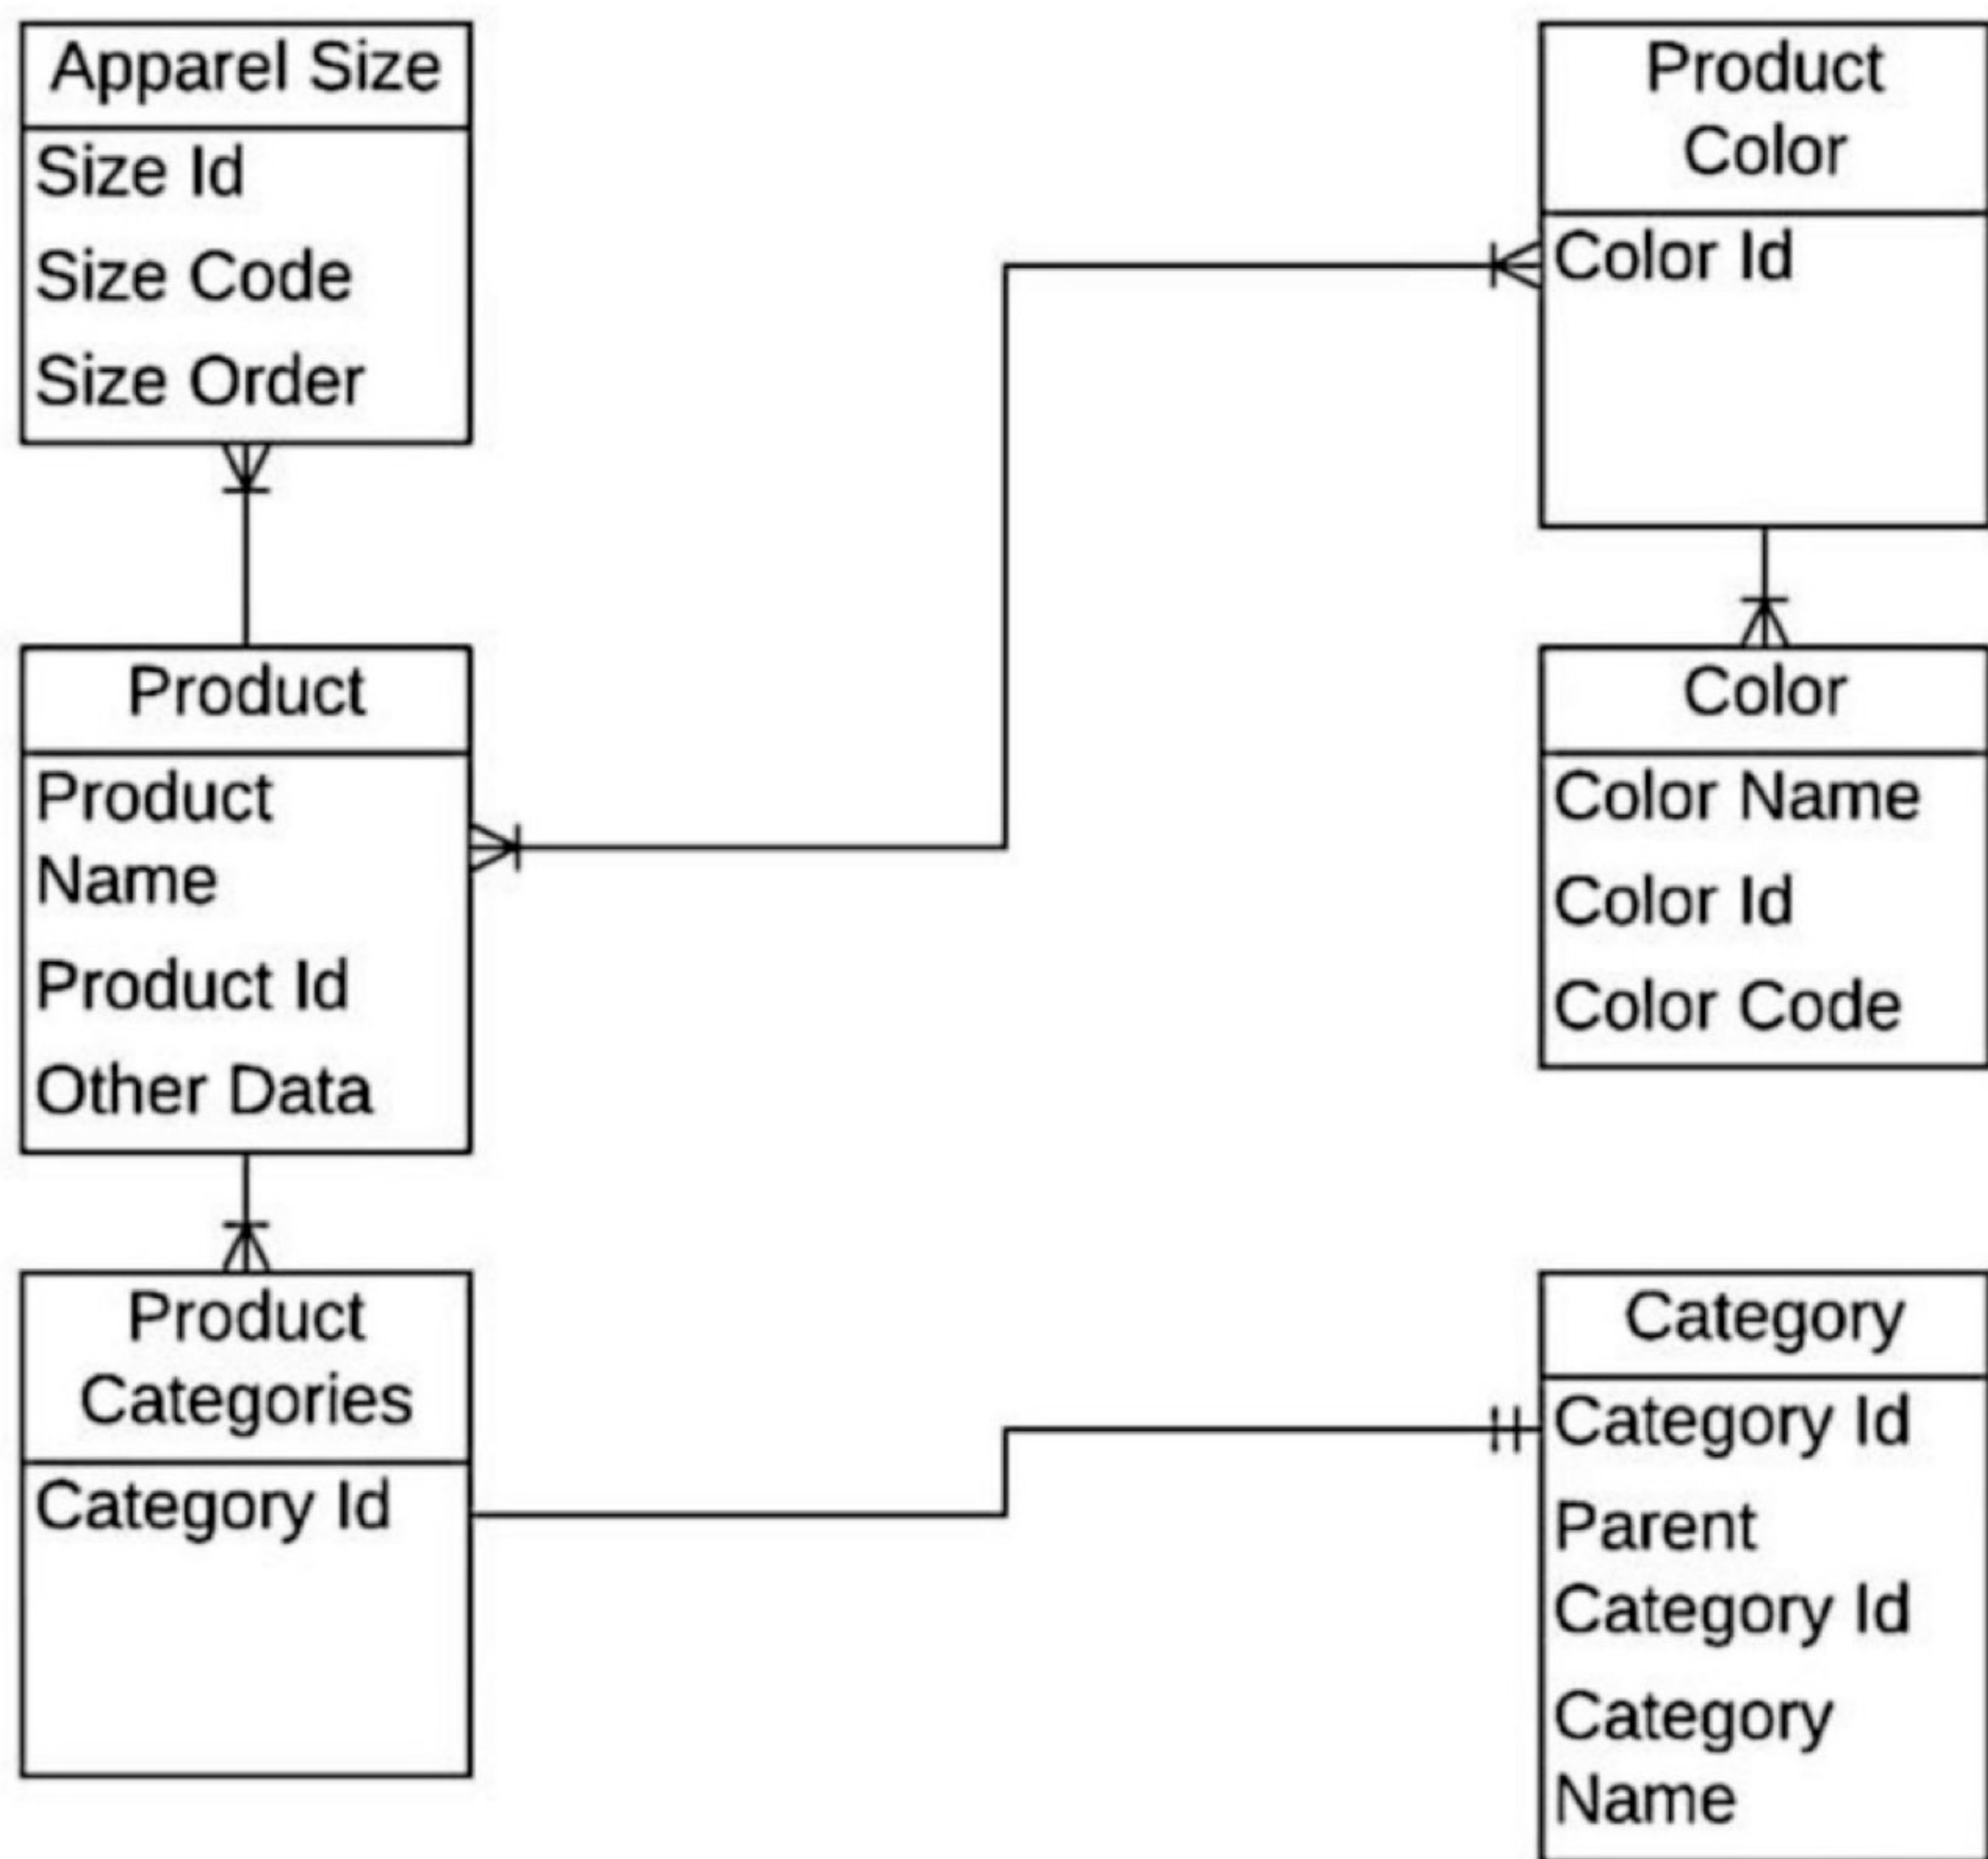 Apparel Size
Size Id
Size Code
Size Order
Product
Color
Color Id
Product
Product
Name
Product Id
Other Data
Color
Color Name
Color Id
Color Code
Product
Categories
Category Id
Category
Category Id
Parent
Category Id
Category
Name